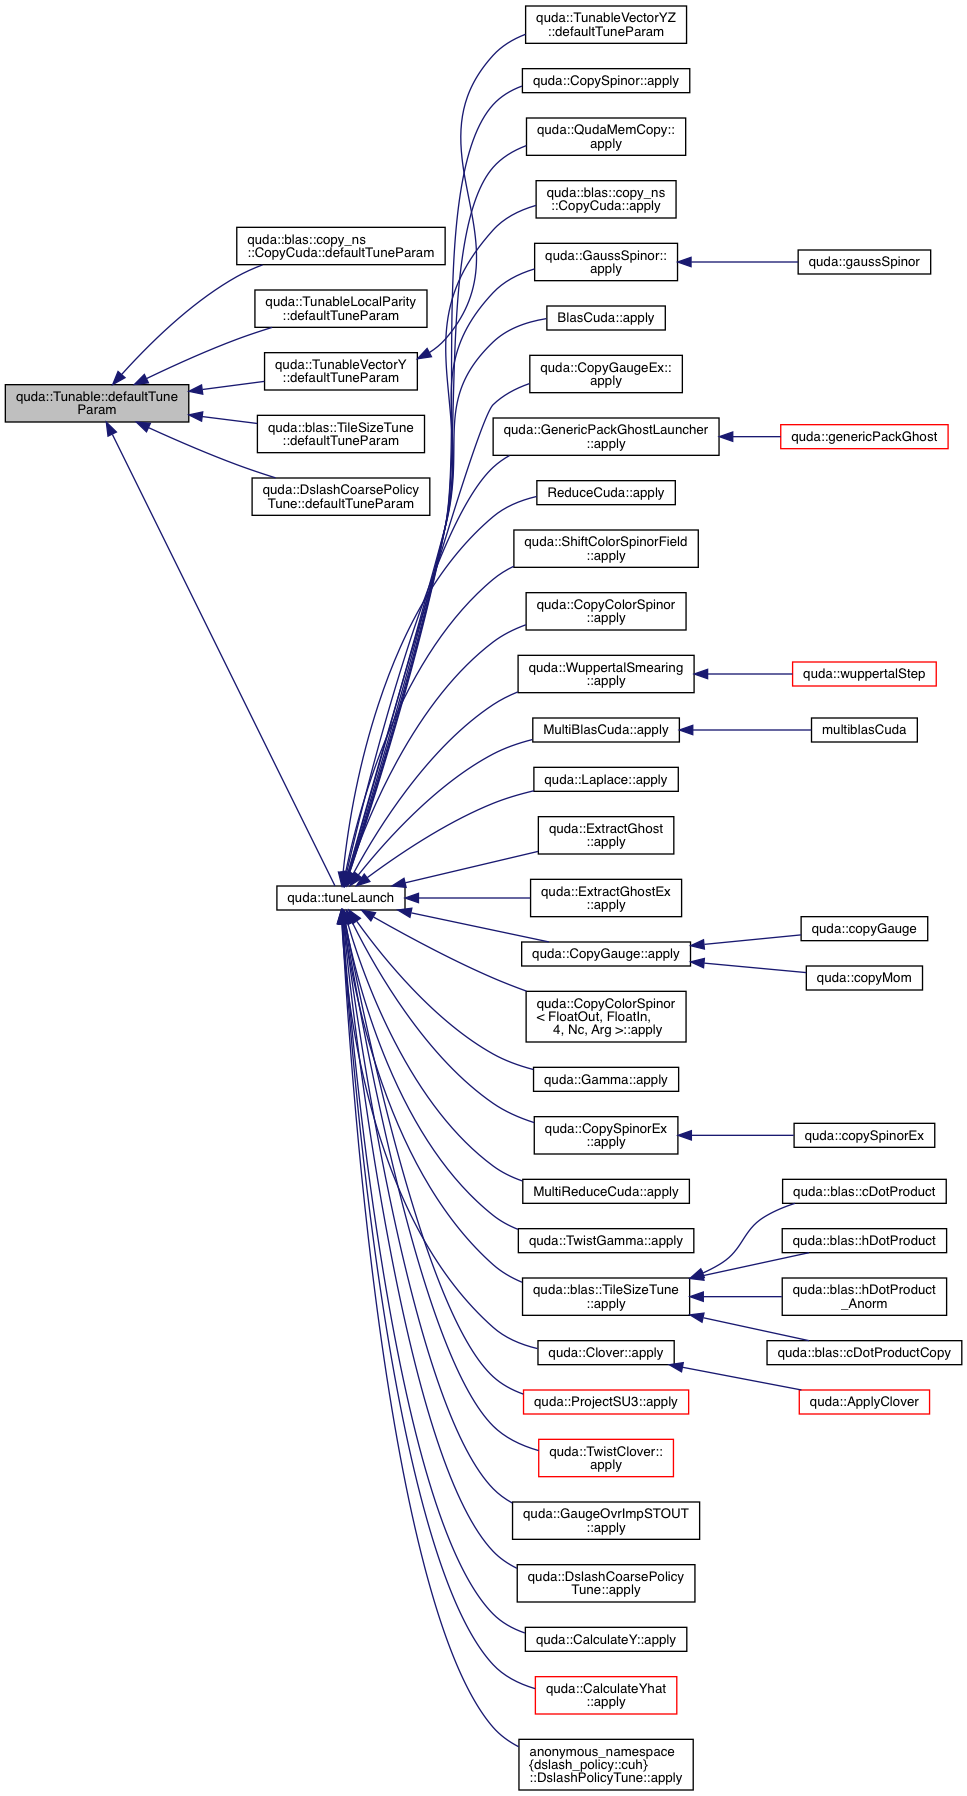 quda::Tunable::defaultTune
Param
quda::blas::copy_ns
::CopyCuda::defaultTuneParam
quda::TunableLocalParity
::defaultTuneParam
quda::TunableVectorY
::defaultTuneParam
quda::blas::TileSizeTune
::defaultTuneParam
quda::DslashCoarsePolicy
Tune::defaultTuneParam
quda::tuneLaunch
quda::TunableVectorYZ
::defaultTuneParam
quda::CopySpinor::apply
quda::QudaMemCopy::
apply
quda::blas::copy_ns
::CopyCuda::apply
quda::GaussSpinor::
apply
quda::gaussSpinor
BlasCuda::apply
quda::CopyGaugeEx::
apply
quda::GenericPackGhostLauncher
::apply
quda::genericPackGhost
ReduceCuda::apply
quda::ShiftColorSpinorField
::apply
quda::CopyColorSpinor
::apply
quda::WuppertalSmearing
::apply
quda::wuppertalStep
MultiBlasCuda::apply
multiblasCuda
quda::Laplace::apply
quda::ExtractGhost
::apply
quda::ExtractGhostEx
::apply
quda::CopyGauge::apply
quda::copyGauge
quda::copyMom
quda::CopyColorSpinor
< FloatOut, FloatIn,
4, Nc, Arg >::apply
quda::Gamma::apply
quda::CopySpinorEx
::apply
quda::copySpinorEx
MultiReduceCuda::apply
quda::TwistGamma::apply
quda::blas::TileSizeTune
::apply
quda::blas::cDotProduct
quda::blas::hDotProduct
quda::blas::hDotProduct
_Anorm
quda::blas::cDotProductCopy
quda::Clover::apply
quda::ApplyClover
quda::ProjectSU3::apply
quda::TwistClover::
apply
quda::GaugeOvrImpSTOUT
::apply
quda::DslashCoarsePolicy
Tune::apply
quda::CalculateY::apply
quda::CalculateYhat
::apply
anonymous_namespace
{dslash_policy::cuh}
::DslashPolicyTune::apply